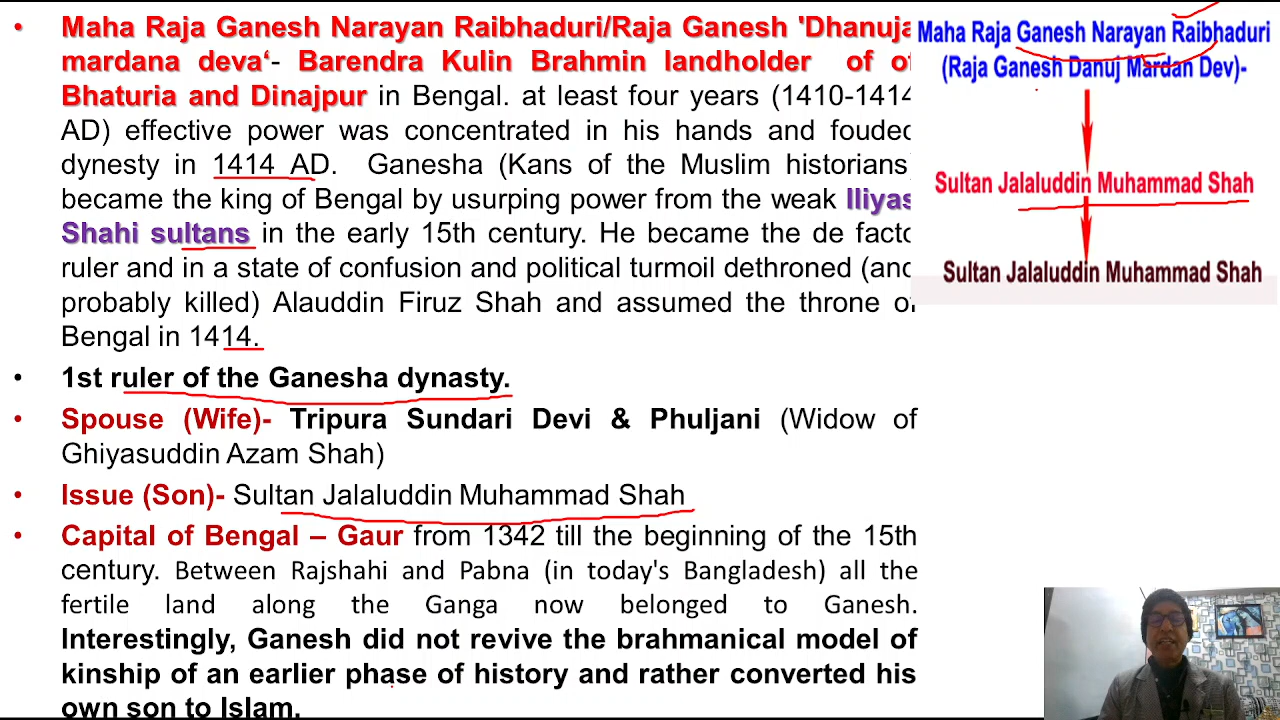 • Maha Raja Ganesh Narayan Raibhaduri/Raja Ganesh 'Dhanuja
mardana deva‘- Barendra Kulin Brahmin landholder of of
Bhaturia and Dinajpur in Bengal. at least four years (1410-1414
AD) effective power was concentrated in his hands and fouded
dynesty in 1414 AD. Ganesha (Kans of the Muslim historians)
became the king of Bengal by usurping power from the weak Iliyas
Shahi sultans in the early 15th century. He became the de facto
ruler and in a state of confusion and political turmoil dethroned (and
probably killed) Alauddin Firuz Shah and assumed the throne of
Bengal in 1414.
• 1st ruler of the Ganesha dynasty.
• Spouse (Wife)- Tripura Sundari Devi & Phuljani (Widow of
Ghiyasuddin Azam Shah)
• Issue (Son)- Sultan Jalaluddin Muhammad Shah
• Capital of Bengal – Gaur from 1342 till the beginning of the 15th
century. Between Rajshahi and Pabna (in today's Bangladesh) all the
fertile land along the Ganga now belonged to Ganesh.
Interestingly, Ganesh did not revive the brahmanical model of
kinship of an earlier phase of history and rather converted his
own son to Islam.
Maha Raja Ganesh Narayan Raibhaduri
(Raja Ganesh Danuj Mardan Dev)-
Sultan Jalaluddin Muhammad Shah
Sultan Jalaluddin Muhammad Shah